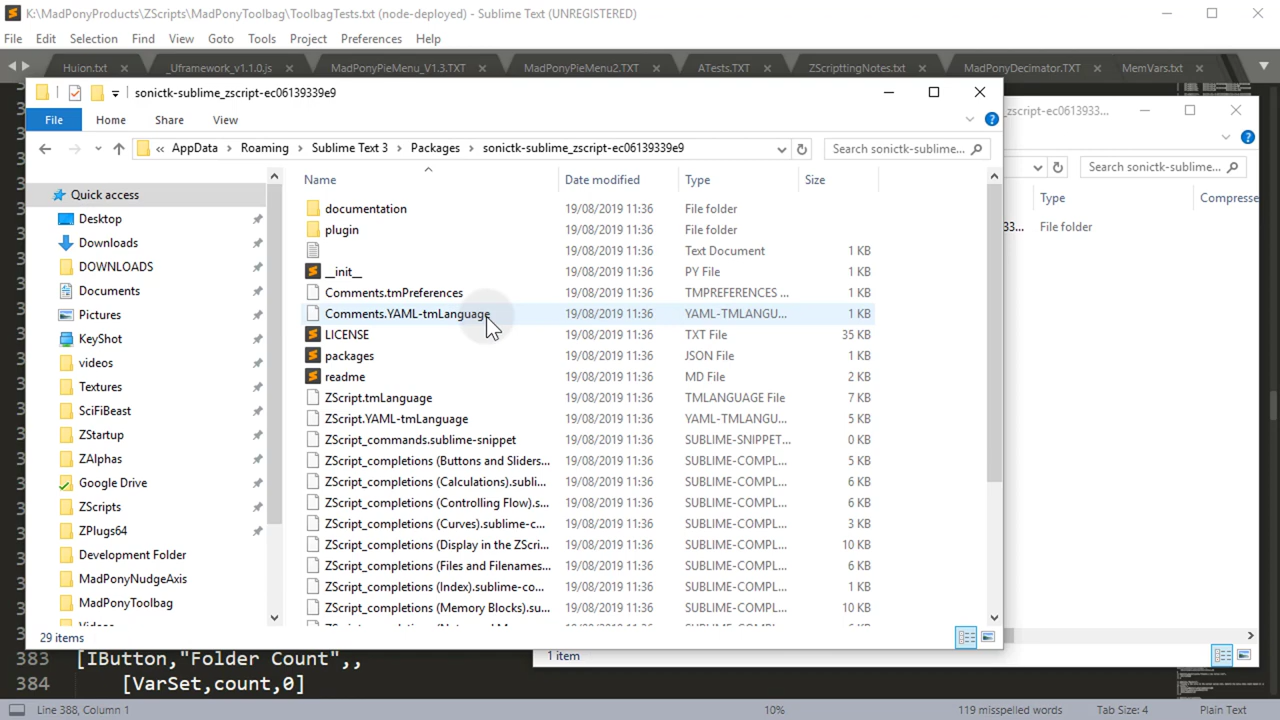 K:\MadPonyProducts\ZScripts\MadPonyToolbag\ToolbagTests.txt (node-deployed) - Sublime Text (UNREGISTERED)
File Edit Selection Find View Goto Tools Project Preferences Help
Huion.txt _Uframework_v1.1.0.js MadPonyPieMenu_V1.3.TXT MadPonyPieMenu2.TXT ATests.TXT ZScripttingNotes.txt MadPonyDecimator.TXT MemVars.txt
sonictk-sublime_zscript-ec06139339e9
_zscript-ec0613933...
File Home Share View
« AppData > Roaming > Sublime Text 3 > Packages > sonictk-sublime_zscript-ec06139339e9
Search sonictk-sublime...
Search sonictk-sublime...
Name Date modified Type Size
Type Compresse
33... File folder
Quick access
Desktop
Downloads
DOWNLOADS
Documents
Pictures
KeyShot
videos
Textures
SciFiBeast
ZStartup
ZAlphas
Google Drive
ZScripts
ZPlugs64
Development Folder
MadPonyNudgeAxis
MadPonyToolbag
documentation 19/08/2019 11:36 File folder
plugin 19/08/2019 11:36 File folder
19/08/2019 11:36 Text Document 1 KB
__init__ 19/08/2019 11:36 PY File 1 KB
Comments.tmPreferences 19/08/2019 11:36 TMPREFERENCES ... 1 KB
Comments.YAML-tmLanguage 19/08/2019 11:36 YAML-TMLANGU... 1 KB
LICENSE 19/08/2019 11:36 TXT File 35 KB
packages 19/08/2019 11:36 JSON File 1 KB
readme 19/08/2019 11:36 MD File 2 KB
ZScript.tmLanguage 19/08/2019 11:36 TMLANGUAGE File 7 KB
ZScript.YAML-tmLanguage 19/08/2019 11:36 YAML-TMLANGU... 5 KB
ZScript_commands.sublime-snippet 19/08/2019 11:36 SUBLIME-SNIPPET... 0 KB
ZScript_completions (Buttons and Sliders... 19/08/2019 11:36 SUBLIME-COMPL... 5 KB
ZScript_completions (Calculations).subli... 19/08/2019 11:36 SUBLIME-COMPL... 6 KB
ZScript_completions (Controlling Flow).s... 19/08/2019 11:36 SUBLIME-COMPL... 6 KB
ZScript_completions (Curves).sublime-c... 19/08/2019 11:36 SUBLIME-COMPL... 3 KB
ZScript_completions (Display in the ZScri... 19/08/2019 11:36 SUBLIME-COMPL... 10 KB
ZScript_completions (Files and Filenames... 19/08/2019 11:36 SUBLIME-COMPL... 6 KB
ZScript_completions (Index).sublime-co... 19/08/2019 11:36 SUBLIME-COMPL... 1 KB
ZScript_completions (Memory Blocks).su... 19/08/2019 11:36 SUBLIME-COMPL... 10 KB
29 items
1 item
383 [IButton,"Folder Count",,
384 [VarSet,count,0]
Line 388, Column 1 10% 119 misspelled words Tab Size: 4 Plain Text